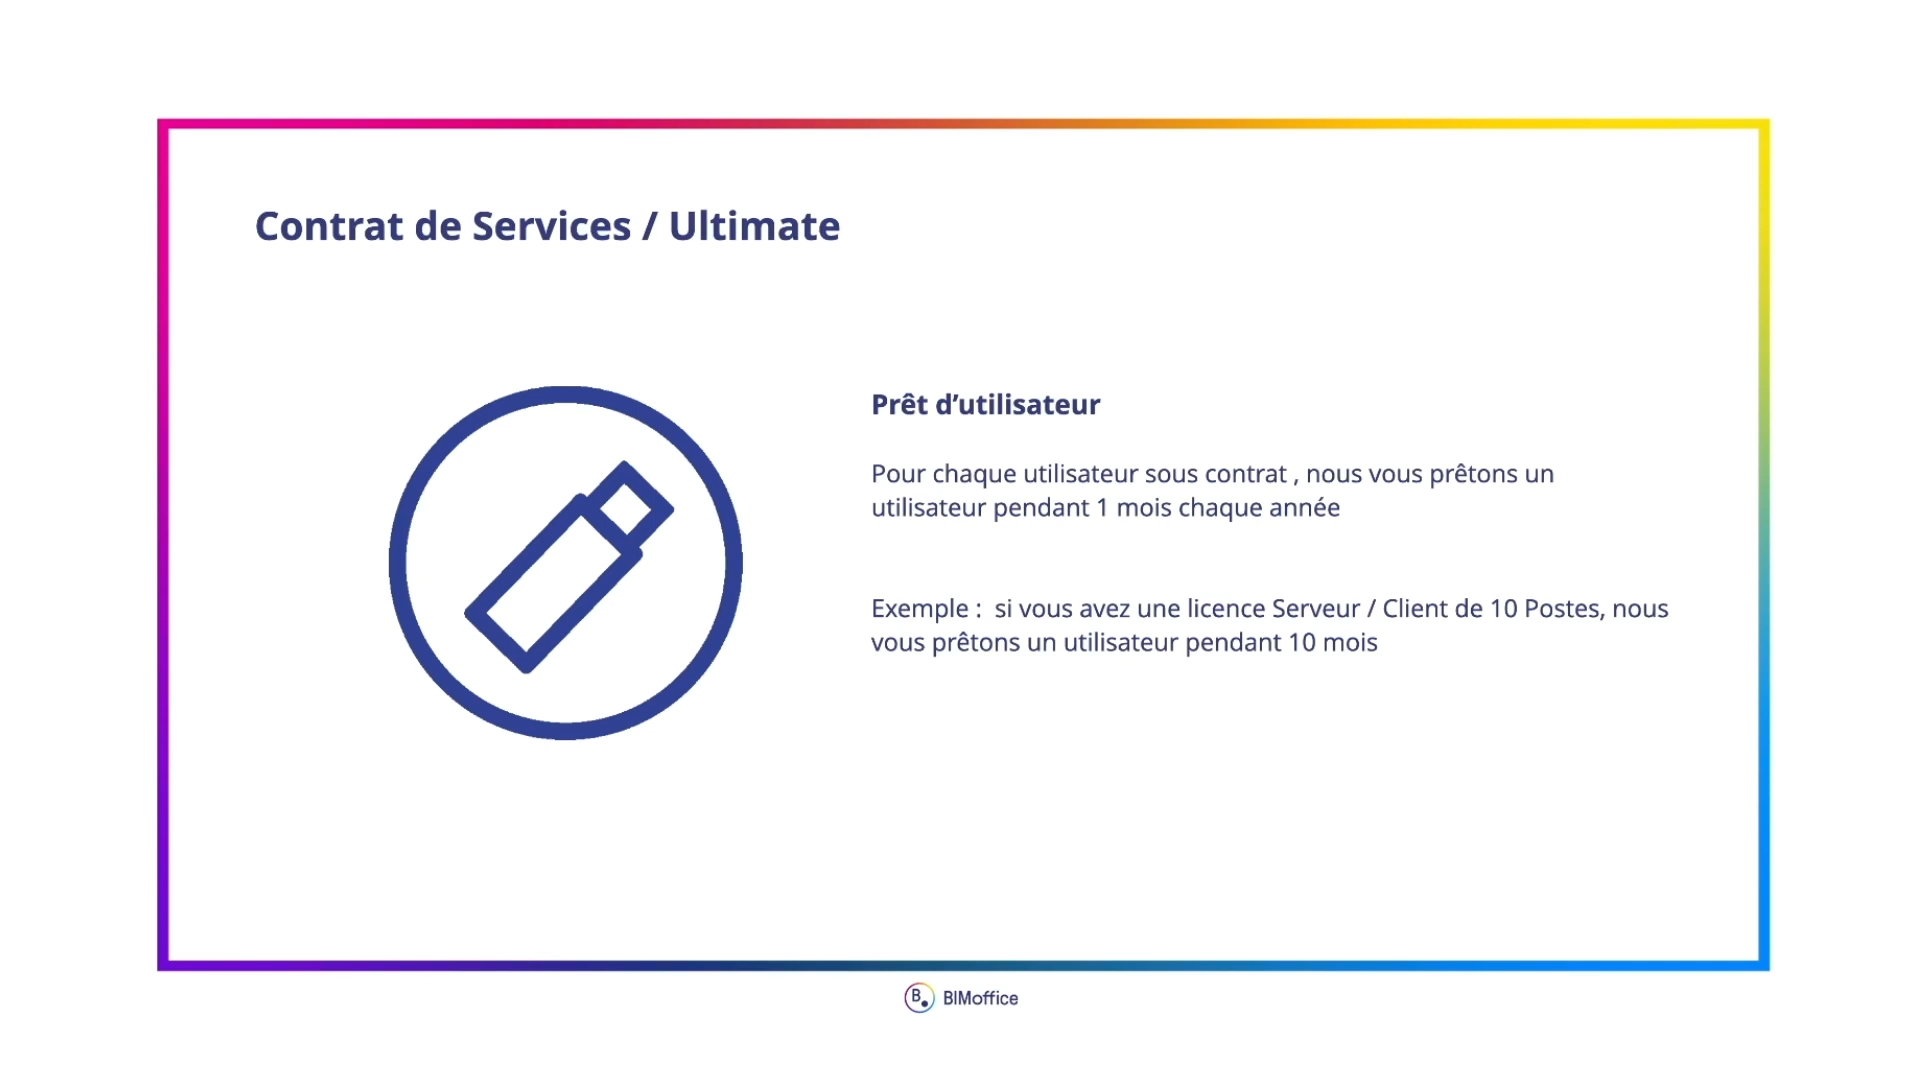 Contrat de Services / Ultimate
Prêt d’utilisateur
Pour chaque utilisateur sous contrat , nous vous prêtons un
utilisateur pendant 1 mois chaque année
Exemple :  si vous avez une licence Serveur / Client de 10 Postes, nous
vous prêtons un utilisateur pendant 10 mois
B.
BIMoffice